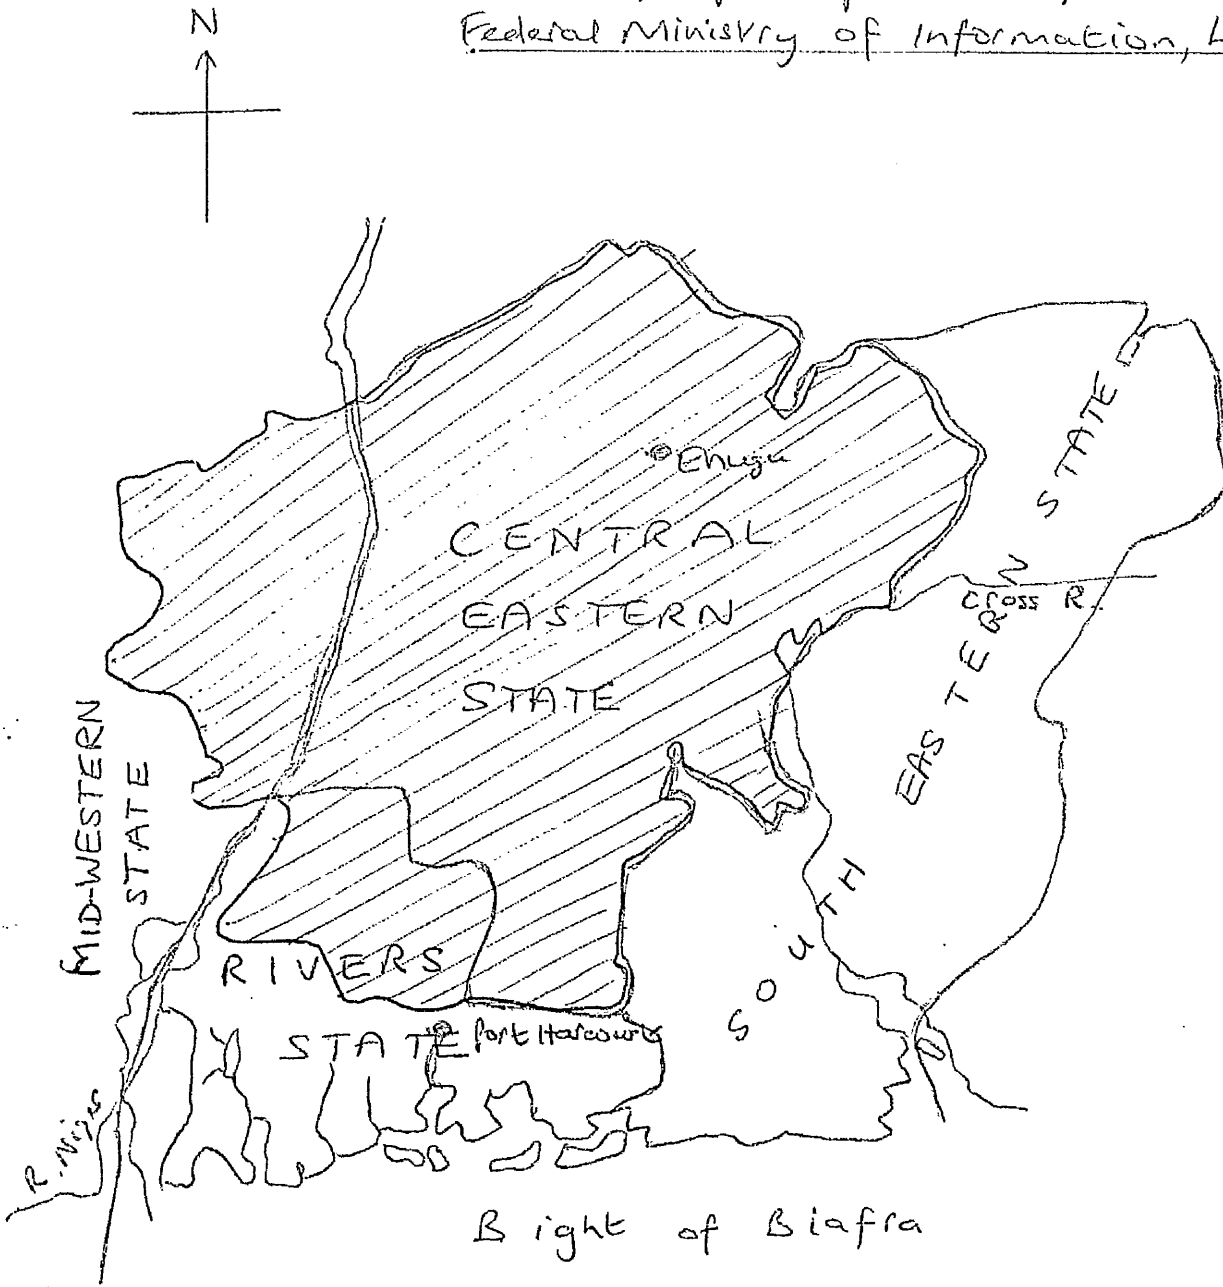 N
Federal Ministry of Information, L
Enugu
CENTRAL
EASTERN
STATE
SOUTH EASTERN STATE
Cross R.
MID-WESTERN
STATE
RIVERS
STATE
Port Harcourt
R. Niger
Bight of Biafra